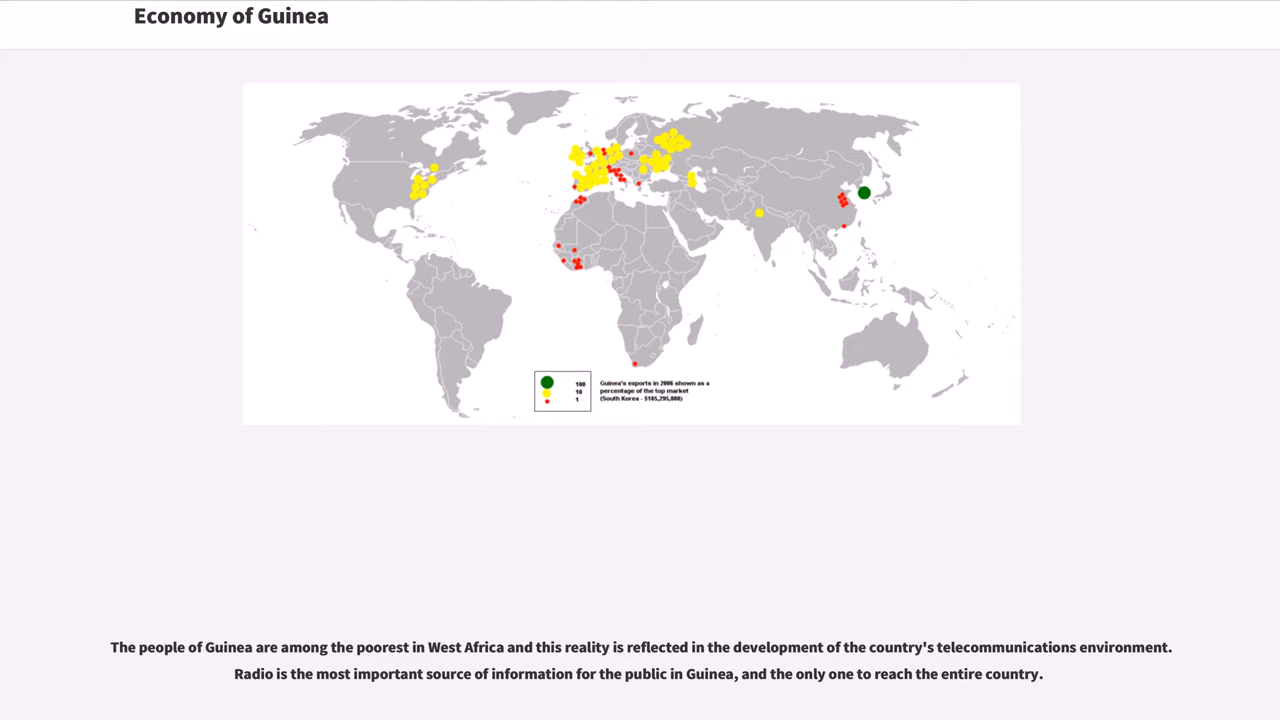 Economy of Guinea
100
10
1
Guinea's exports in 2006 shown as a
percentage of the top market
(South Korea - $185,295,000)
The people of Guinea are among the poorest in West Africa and this reality is reflected in the development of the country's telecommunications environment.
Radio is the most important source of information for the public in Guinea, and the only one to reach the entire country.